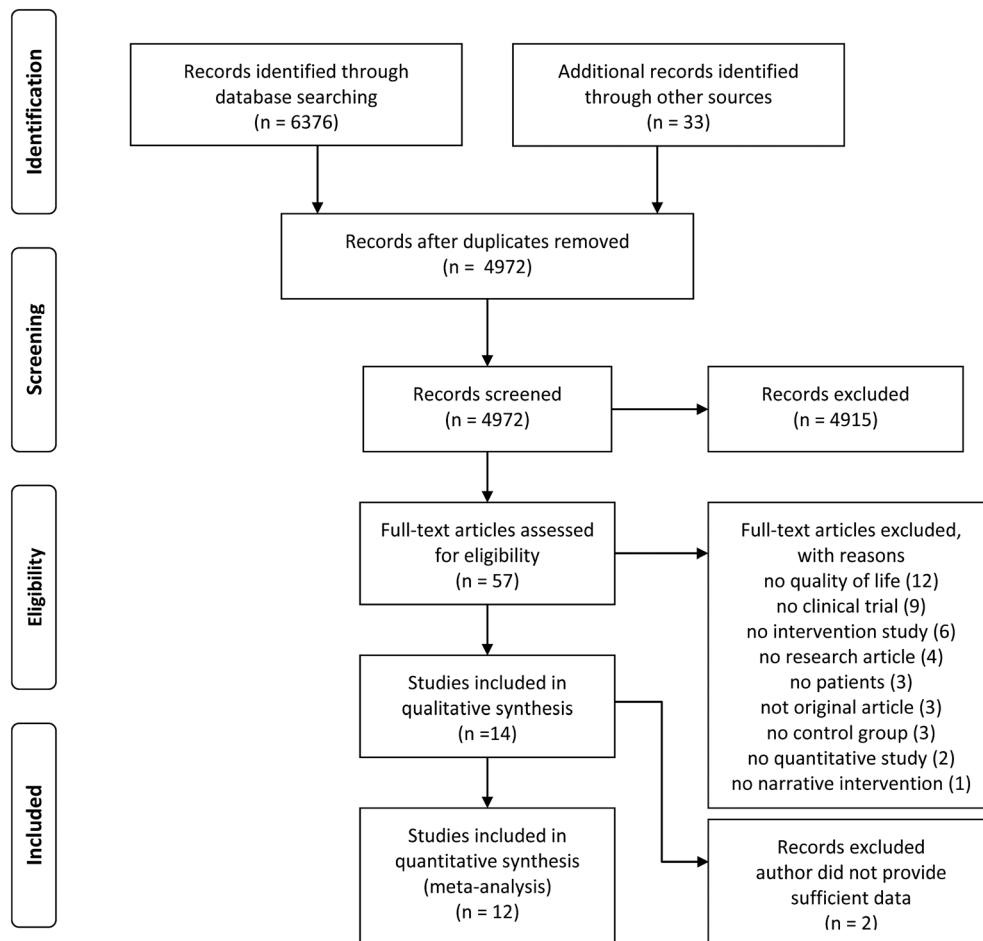 Identification
Records identified through
database searching
(n = 6376)
Additional records identified
through other sources
(n = 33)
Records after duplicates removed
(n = 4972)
Screening
Records screened
(n = 4972)
Records excluded
(n = 4915)
Eligibility
Full-text articles assessed
for eligibility
(n = 57)
Full-text articles excluded,
with reasons
no quality of life (12)
no clinical trial (9)
no intervention study (6)
no research article (4)
no patients (3)
not original article (3)
no control group (3)
no quantitative study (2)
no narrative intervention (1)
Studies included in
qualitative synthesis
(n =14)
Included
Studies included in
quantitative synthesis
(meta-analysis)
(n = 12)
Records excluded
author did not provide
sufficient data
(n = 2)